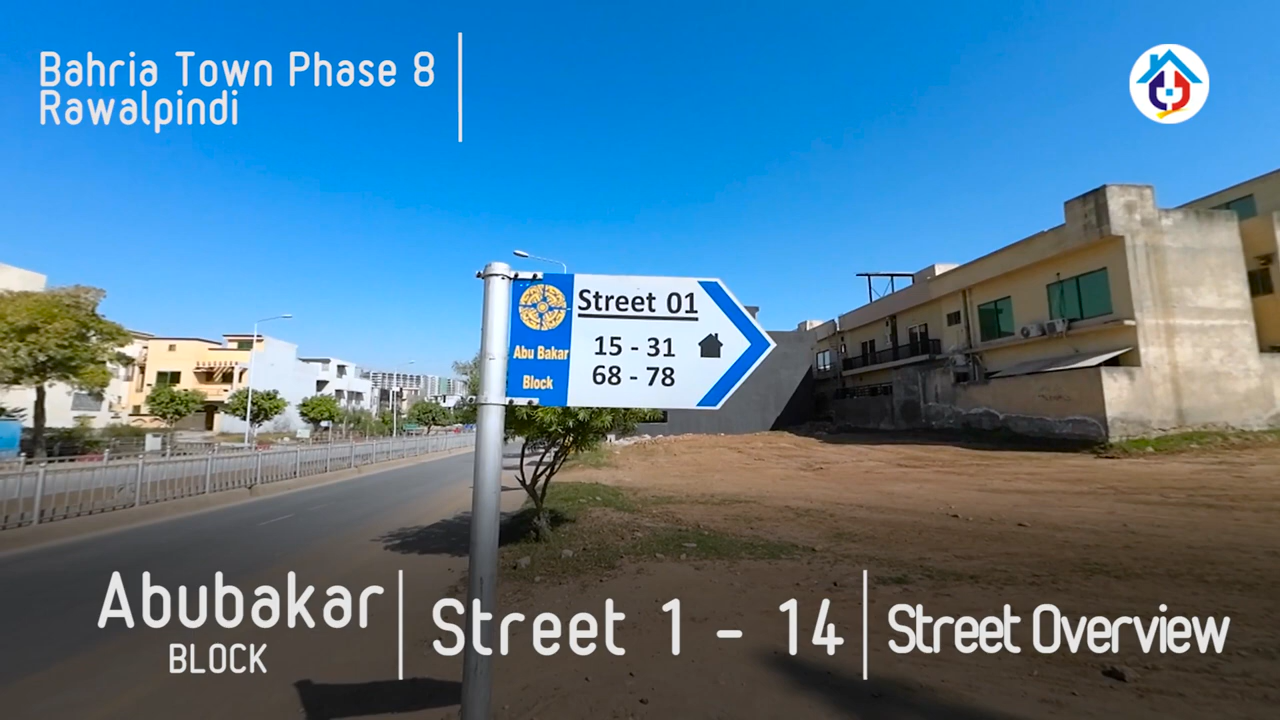 Bahria Town Phase 8
Rawalpindi
Street 01
15 - 31
68 - 78
Abu Bakar
Block
Abubakar
BLOCK
Street 1 - 14
Street Overview